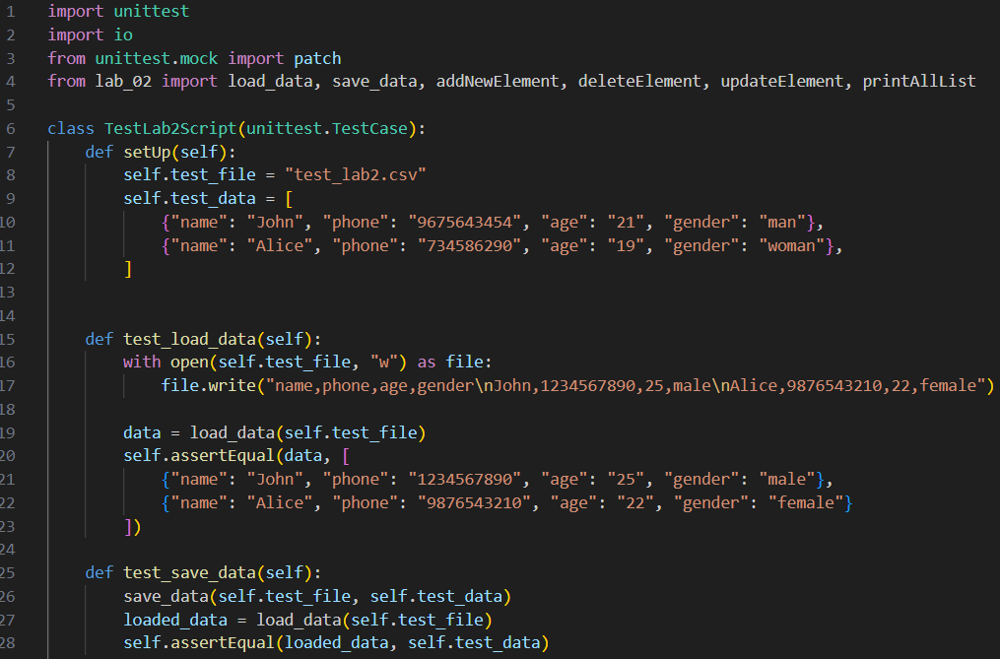 1 import unittest
2 import io
3 from unittest.mock import patch
4 from lab_02 import load_data, save_data, addNewElement, deleteElement, updateElement, printAllList
5
6 class TestLab2Script(unittest.TestCase):
7     def setUp(self):
8         self.test_file = "test_lab2.csv"
9         self.test_data = [
10             {"name": "John", "phone": "9675643454", "age": "21", "gender": "man"},
11             {"name": "Alice", "phone": "734586290", "age": "19", "gender": "woman"},
12         ]
13
14
15     def test_load_data(self):
16         with open(self.test_file, "w") as file:
17             file.write("name,phone,age,gender\nJohn,1234567890,25,male\nAlice,9876543210,22,female")
18
19         data = load_data(self.test_file)
20         self.assertEqual(data, [
21             {"name": "John", "phone": "1234567890", "age": "25", "gender": "male"},
22             {"name": "Alice", "phone": "9876543210", "age": "22", "gender": "female"}
23         ])
24
25     def test_save_data(self):
26         save_data(self.test_file, self.test_data)
27         loaded_data = load_data(self.test_file)
28         self.assertEqual(loaded_data, self.test_data)